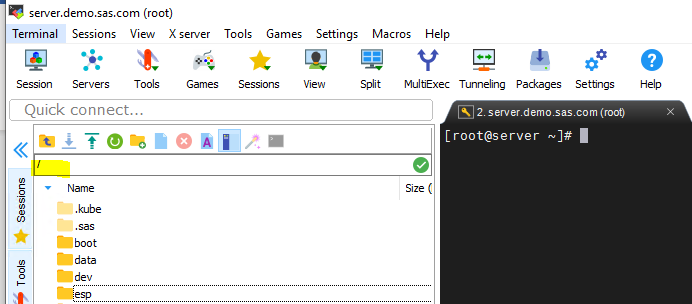 server.demo.sas.com (root)
Terminal Sessions View X server Tools Games Settings Macros Help
Session Servers Tools Games Sessions View Split MultiExec Tunneling Packages Settings Help
Quick connect...
2. server.demo.sas.com (root)
[root@server ~]#
/
Name Size (
.kube
.sas
boot
data
dev
esp
Sessions
Tools